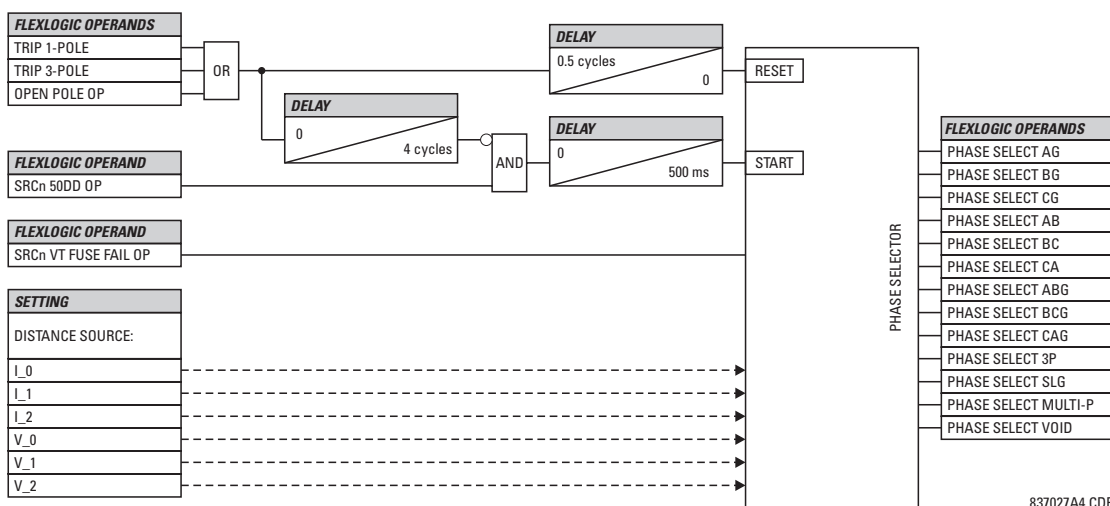 FLEXLOGIC OPERANDS
TRIP 1-POLE
TRIP 3-POLE
OPEN POLE OP
OR
DELAY
0.5 cycles
0
RESET
DELAY
0
4 cycles
AND
DELAY
0
500 ms
START
FLEXLOGIC OPERAND
SRCn 50DD OP
FLEXLOGIC OPERAND
SRCn VT FUSE FAIL OP
SETTING
DISTANCE SOURCE:
I_0
I_1
I_2
V_0
V_1
V_2
PHASE SELECTOR
FLEXLOGIC OPERANDS
PHASE SELECT AG
PHASE SELECT BG
PHASE SELECT CG
PHASE SELECT AB
PHASE SELECT BC
PHASE SELECT CA
PHASE SELECT ABG
PHASE SELECT BCG
PHASE SELECT CAG
PHASE SELECT 3P
PHASE SELECT SLG
PHASE SELECT MULTI-P
PHASE SELECT VOID
837027A4.CDR